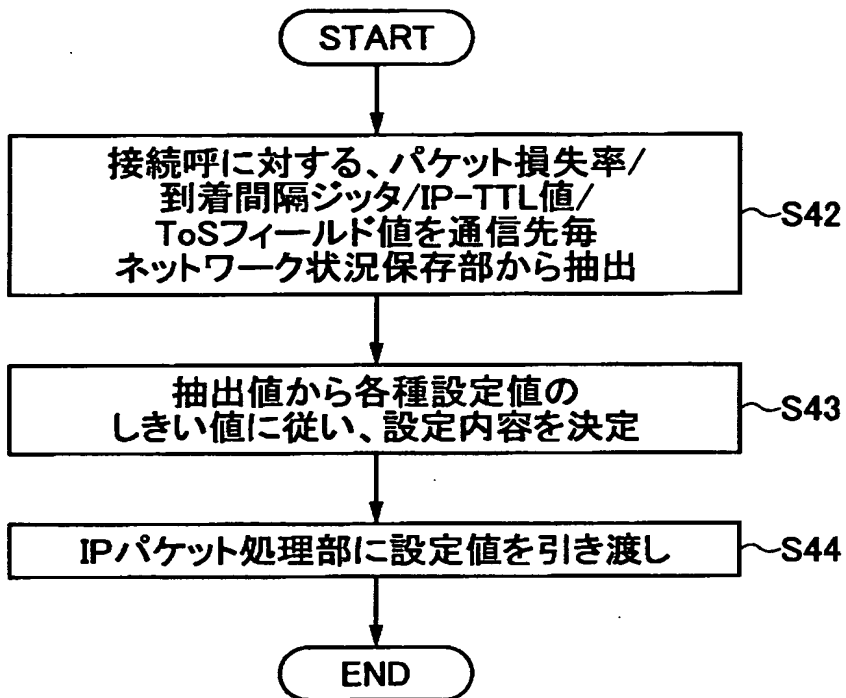 START
接続呼に対する、パケット損失率/
到着間隔ジッタ/IP-TTL値/
ToSフィールド値を通信先毎
ネットワーク状況保存部から抽出
S42
抽出値から各種設定値の
しきい値に従い、設定内容を決定
S43
IPパケット処理部に設定値を引き渡し
S44
END